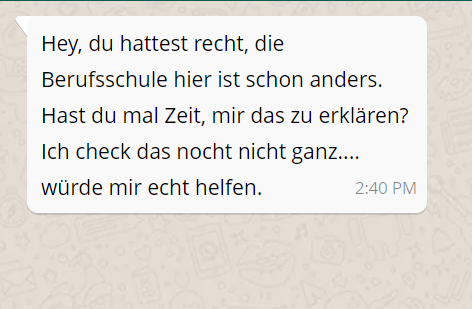 Hey, du hattest recht, die
Berufsschule hier ist schon anders.
Hast du mal Zeit, mir das zu erklären?
Ich check das nocht nicht ganz....
würde mir echt helfen.
2:40 PM